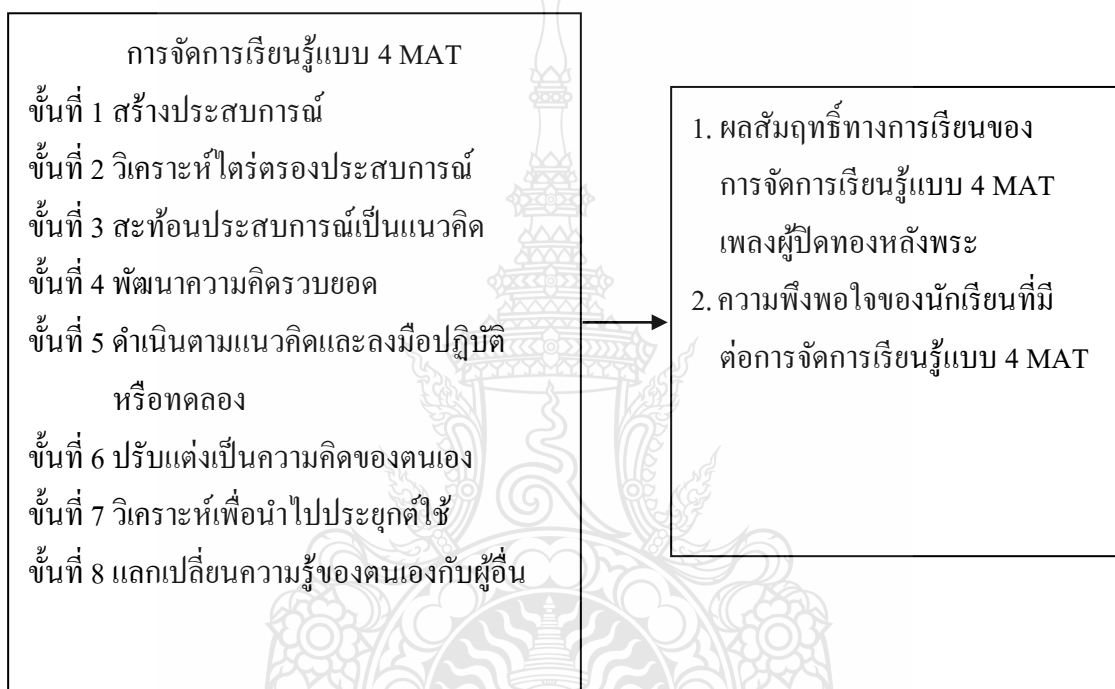 การจัดการเรียนรู้แบบ 4 MAT
ขั้นที่ 1 สร้างประสบการณ์
ขั้นที่ 2 วิเคราะห์ไตร่ตรองประสบการณ์
ขั้นที่ 3 สะท้อนประสบการณ์เป็นแนวคิด
ขั้นที่ 4 พัฒนาความคิดรวบยอด
ขั้นที่ 5 ดำเนินตามแนวคิดและลงมือปฏิบัติ
หรือทดลอง
ขั้นที่ 6 ปรับแต่งเป็นความคิดของตนเอง
ขั้นที่ 7 วิเคราะห์เพื่อนำไปประยุกต์ใช้
ขั้นที่ 8 แลกเปลี่ยนความรู้ของตนเองกับผู้อื่น
1. ผลสัมฤทธิ์ทางการเรียนของ
การจัดการเรียนรู้แบบ 4 MAT
เพลงผู้ปิดทองหลังพระ
2. ความพึงพอใจของนักเรียนที่มี
ต่อการจัดการเรียนรู้แบบ 4 MAT